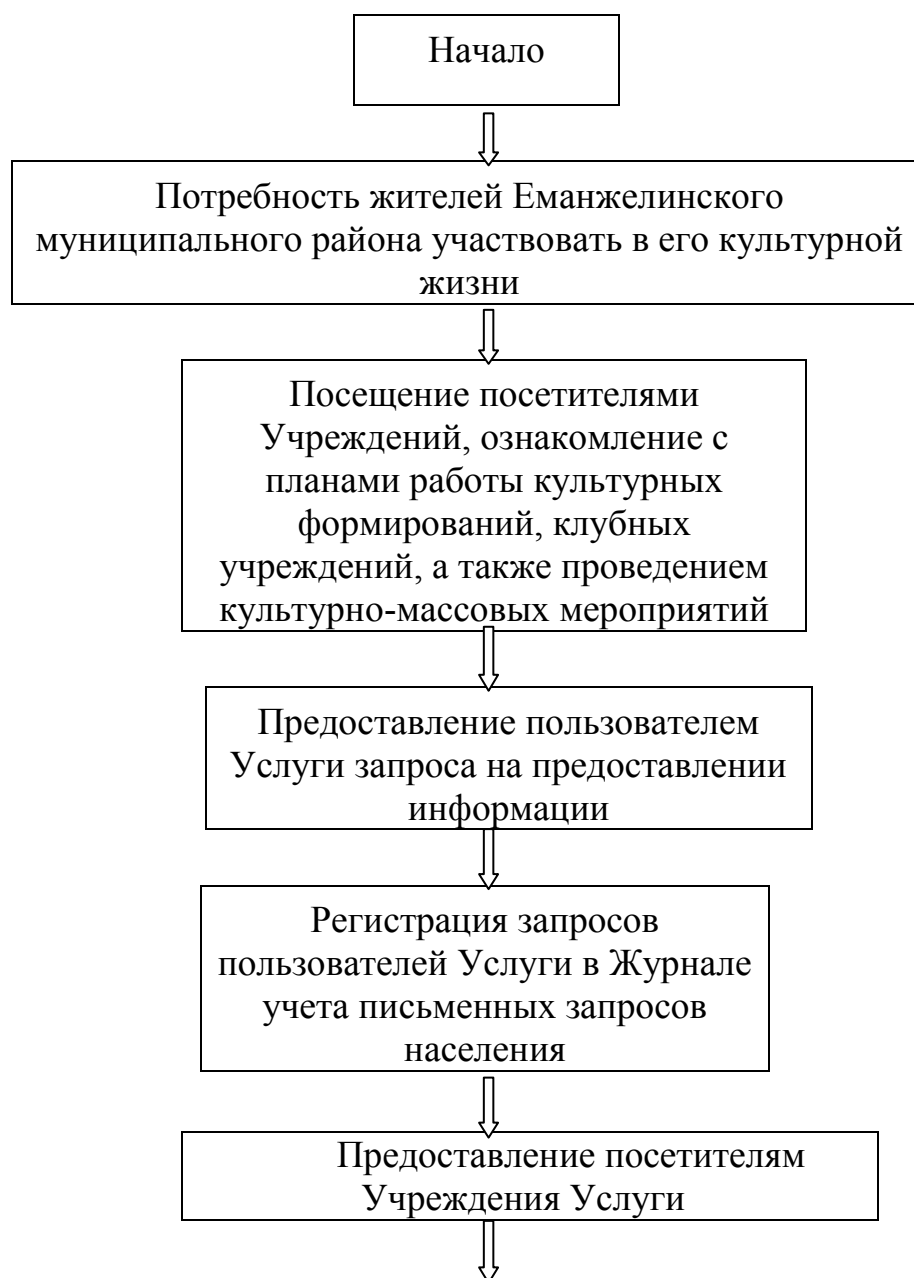 Начало
Потребность жителей Еманжелинского
муниципального района участвовать в его культурной
жизни
Посещение посетителями
Учреждений, ознакомление с
планами работы культурных
формирований, клубных
учреждений, а также проведением
культурно-массовых мероприятий
Предоставление пользователем
Услуги запроса на предоставлении
информации
Регистрация запросов
пользователей Услуги в Журнале
учета письменных запросов
населения
Предоставление посетителям
Учреждения Услуги